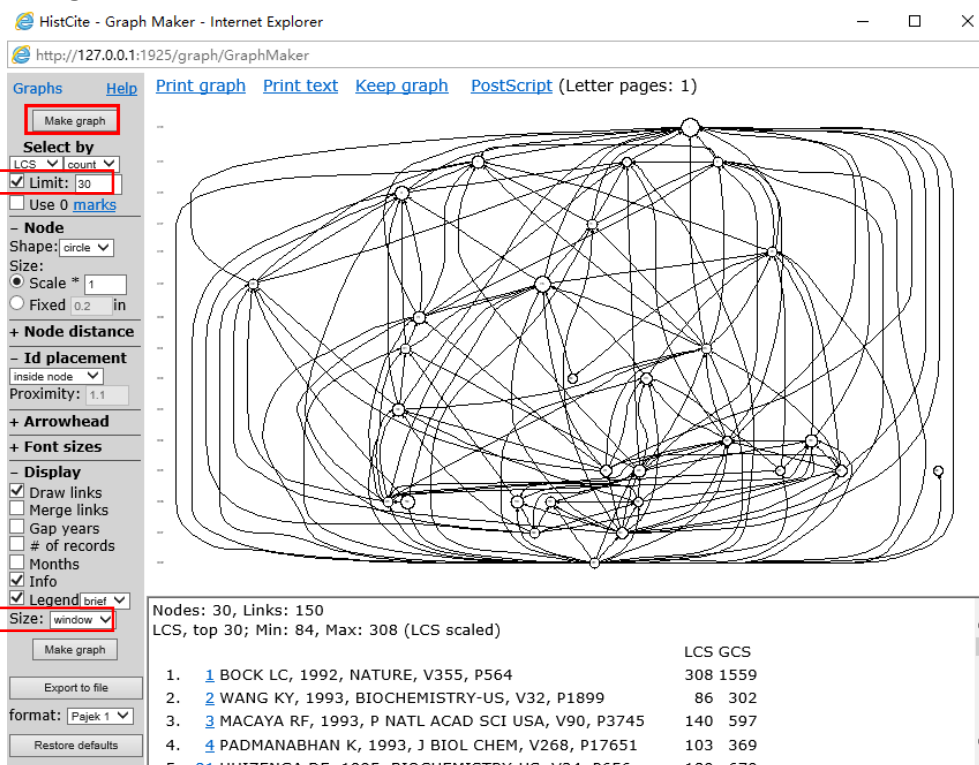 HistCite - Graph Maker - Internet Explorer
http://127.0.0.1:1925/graph/GraphMaker
Graphs Help
Print graph Print text Keep graph PostScript (Letter pages: 1)
Make graph
Select by
LCS count
Limit: 30
Use 0 marks
– Node
Shape: circle
Size:
Scale * 1
Fixed 0.2 in
+ Node distance
– Id placement
inside node
Proximity: 1.1
+ Arrowhead
+ Font sizes
– Display
Draw links
Merge links
Gap years
# of records
Months
Info
Legend brief
Size: window
Make graph
Export to file
format: Pajek 1
Restore defaults
Nodes: 30, Links: 150
LCS, top 30; Min: 84, Max: 308 (LCS scaled)
LCS GCS
1. 1 BOCK LC, 1992, NATURE, V355, P564 308 1559
2. 2 WANG KY, 1993, BIOCHEMISTRY-US, V32, P1899 86 302
3. 3 MACAYA RF, 1993, P NATL ACAD SCI USA, V90, P3745 140 597
4. 4 PADMANABHAN K, 1993, J BIOL CHEM, V268, P17651 103 369